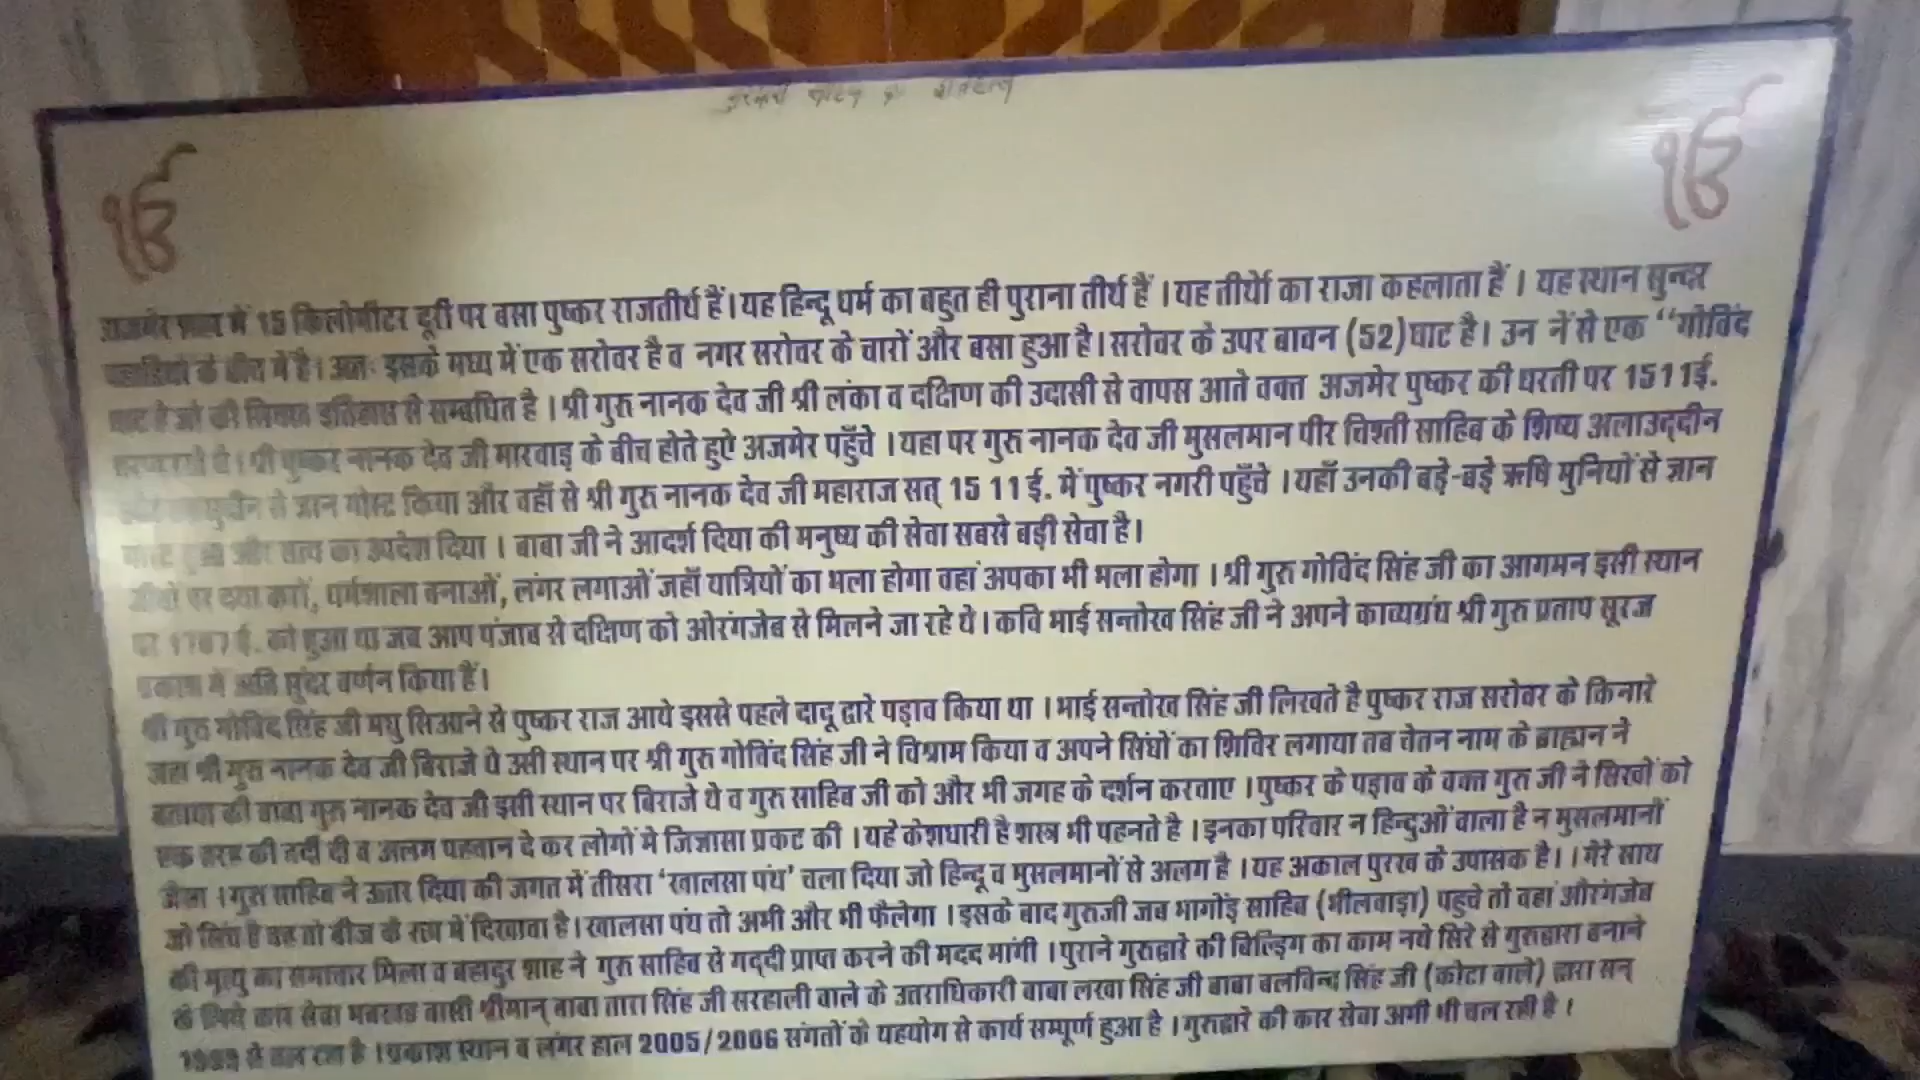 ੴ ੴ
में 15 किलोमीटर दूरी पर बसा पुष्कर राजतीर्थ हैं। यह हिन्दू धर्म का बहुत ही पुराना तीर्थ हैं । यह तीर्थो का राजा कहलाता हैं । यह स्थान सुन्दर
के बीच में है। अतः इसके मध्य में एक सरोवर है व नगर सरोवर के चारों और बसा हुआ है। सरोवर के उपर बावन (52) घाट है। उन नें से एक “गोविंद
घाट है जो की इतिहास से सम्बधित है । श्री गुरु नानक देव जी श्री लंका व दक्षिण की उदासी से वापस आते वक्त अजमेर पुष्कर की धरती पर 1511ई.
श्री पुष्कर नानक देव जी मारवाड़ के बीच होते हुऐ अजमेर पहुँचे । यहा पर गुरु नानक देव जी मुसलमान पीर चिश्ती साहिब के शिष्य अलाउद्दीन
से ज्ञान गोस्ट किया और वहाँ से श्री गुरु नानक देव जी महाराज सत् 15 11 ई. में पुष्कर नगरी पहुँचे । यहाँ उनकी बड़े-बड़े ऋषि मुनियों से ज्ञान
हुआ और सत्य का उपदेश दिया । बाबा जी ने आदर्श दिया की मनुष्य की सेवा सबसे बड़ी सेवा है।
जीवो पर दया करों, धर्मशाला बनाओं, लंगर लगाओं जहाँ यात्रियों का भला होगा वहां अपका भी भला होगा । श्री गुरु गोविंद सिंह जी का आगमन इसी स्थान
पर ई. को हुआ था जब आप पंजाब से दक्षिण को ओरंगजेब से मिलने जा रहे थे। कवि भाई सन्तोख सिंह जी ने अपने काव्यग्रंथ श्री गुरु प्रताप सूरज
प्रकाश में अति सुंदर वर्णन किया हैं।
श्री गुरु गोविंद सिंह जी मधु सिआने से पुष्कर राज आये इससे पहले दादू द्वारे पड़ाव किया था । भाई सन्तोख सिंह जी लिखते है पुष्कर राज सरोवर के किनारे
जहा श्री गुरु नानक देव जी बिराजे थे उसी स्थान पर श्री गुरु गोविंद सिंह जी ने विश्राम किया व अपने सिंघों का शिविर लगाया तब चेतन नाम के ब्राह्मन ने
बताया की बाबा गुरु नानक देव जी इसी स्थान पर बिराजे थे व गुरु साहिब जी को और भी जगह के दर्शन करवाए । पुष्कर के पड़ाव के वक्त गुरु जी ने सिखों को
एक तरह की वर्दी दी व अलग पहचान दे कर लोगों मे जिज्ञासा प्रकट की । यहे केशधारी है शस्त्र भी पहनते है । इनका परिवार न हिन्दुओं वाला है न मुसलमानों
जैसा । गुरु साहिब ने उत्तर दिया की जगत में तीसरा ‘खालसा पंथ’ चला दिया जो हिन्दू व मुसलमानों से अलग है । यह अकाल पुरख के उपासक है। । मेरे साथ
जो सिंघ है वह तो बीज के रूप में दिखावा है। खालसा पंथ तो अभी और भी फैलेगा । इसके बाद गुरुजी जब भागोंड़ साहिब (भीलवाड़ा) पहुचे तो वहां औरंगजेब
की मृत्यु का समाचार मिला व बहादुर शाह ने गुरु साहिब से गद्दी प्राप्त करने की मदद मांगी । पुराने गुरुद्वारे की बिल्ड़िग का काम नये सिरे से गुरुद्वारा बनाने
के लिये कार सेवा वासी श्रीमान् बाबा तारा सिंह जी सरहाली वाले के उतराधिकारी बाबा लखा सिंह जी बाबा बलविन्द्र सिंह जी (कोटा वाले) द्वारा सन्
से चल रहा है । प्रकाश स्थान व लंगर हाल 2005/2006 संगतों के यहयोग से कार्य सम्पूर्ण हुआ है । गुरुद्वारे की कार सेवा अभी भी चल रही है ।